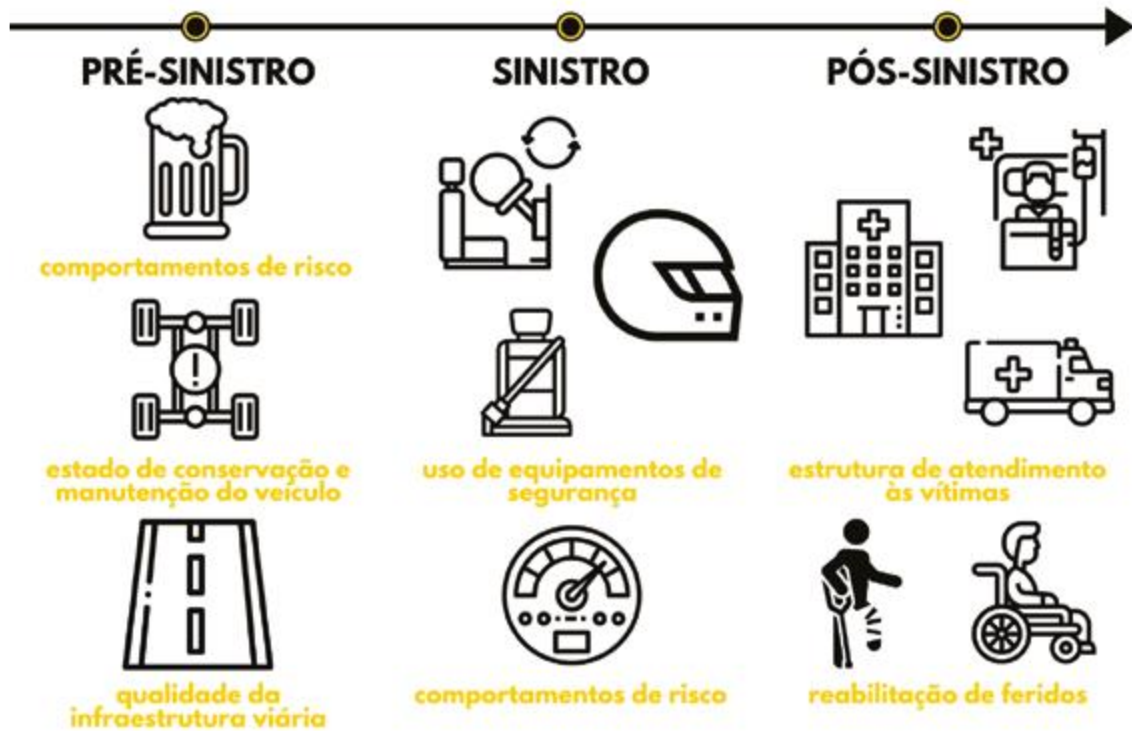 PRÉ-SINISTRO
comportamentos de risco
estado de conservação e
manutenção do veículo
qualidade da
infraestrutura viária
SINISTRO
uso de equipamentos de
segurança
comportamentos de risco
PÓS-SINISTRO
estrutura de atendimento
às vítimas
reabilitação de feridos